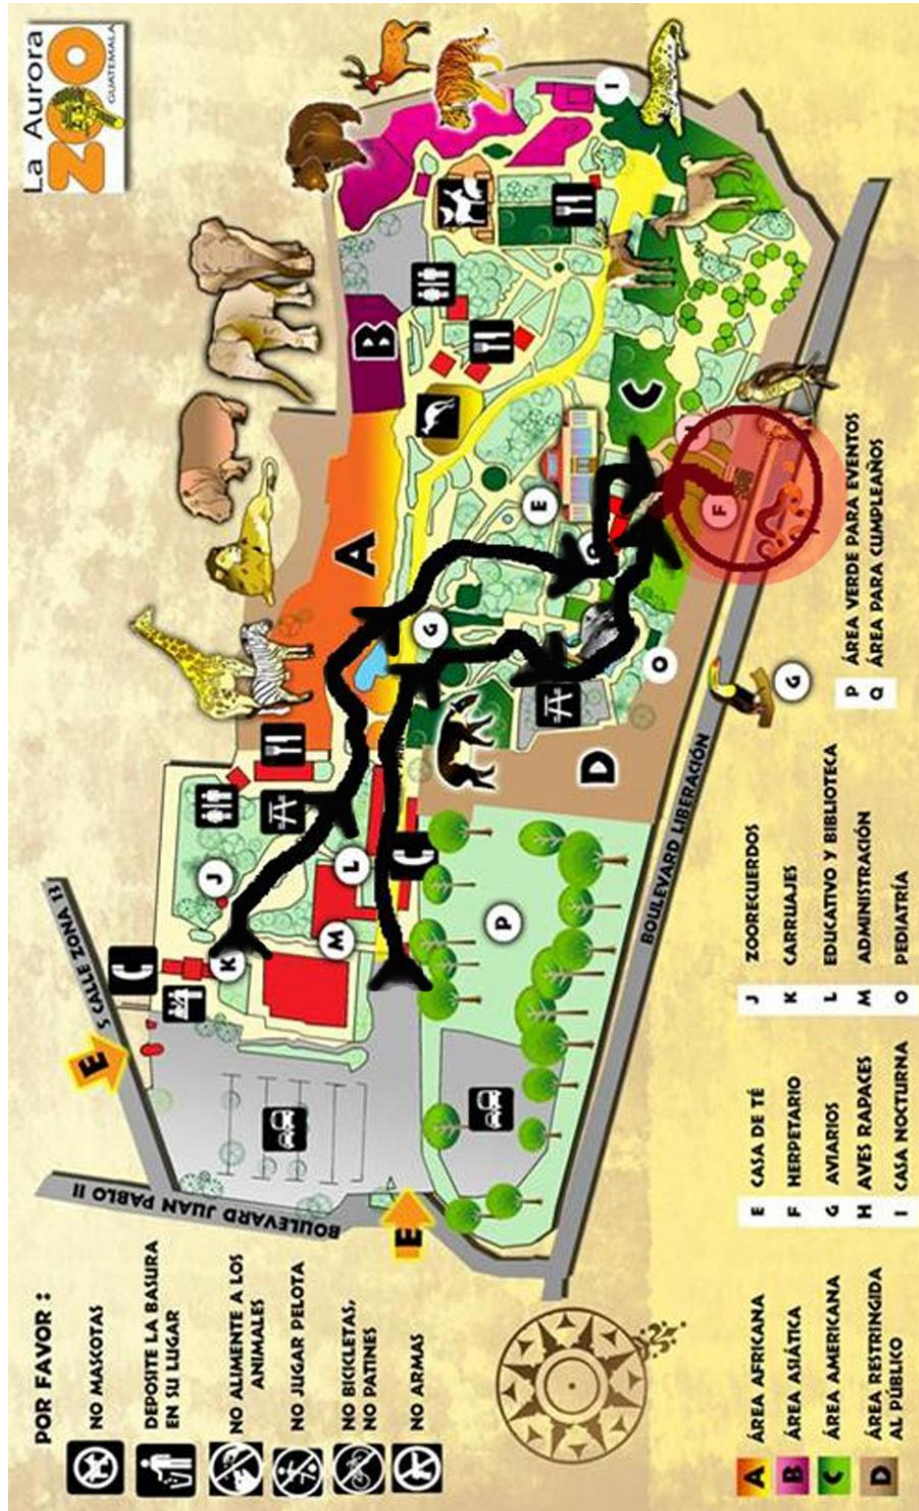 La Aurora
ZOO
GUATEMALA
POR FAVOR :
NO MASCOTAS
DEPOSITE LA BASURA
EN SU LUGAR
NO ALIMENTE A LOS
ANIMALES
NO JUGAR PELOTA
NO BICICLETAS,
NO PATINES
NO ARMAS
BOULEVARD JUAN PABLO II
5 CALLE ZONA 13
E
E
K
J
M
L
A
B
G
E
I
C
F
O
D
P
BOULEVARD LIBERACIÓN
G
A ÁREA AFRICANA
B ÁREA ASIÁTICA
C ÁREA AMERICANA
D ÁREA RESTRINGIDA
AL PÚBLICO
E CASA DE TÉ
F HERPETARIO
G AVIARIOS
H AVES RAPACES
I CASA NOCTURNA
J ZOORECUERDOS
K CARRUAJES
L EDUCATIVO Y BIBLIOTECA
M ADMINISTRACIÓN
O PEDIATRÍA
P ÁREA VERDE PARA EVENTOS
Q ÁREA PARA CUMPLEAÑOS